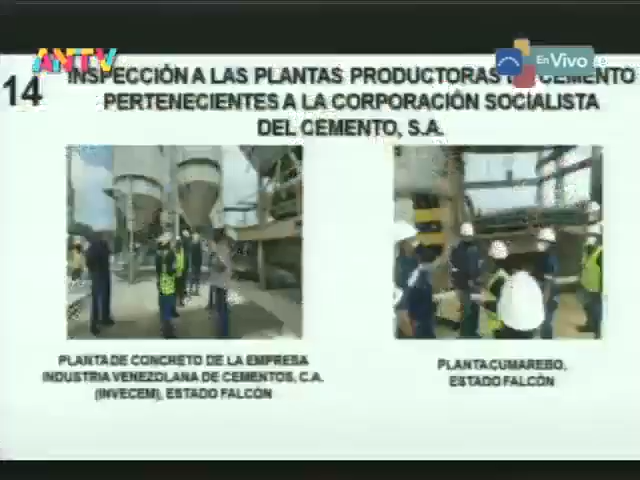 ANTV
En Vivo
14
INSPECCIÓN A LAS PLANTAS PRODUCTORAS CEMENTO
PERTENECIENTES A LA CORPORACIÓN SOCIALISTA
DEL CEMENTO, S.A.
PLANTA DE CONCRETO DE LA EMPRESA
INDUSTRIA VENEZOLANA DE CEMENTOS, C.A.
(INVECEM), ESTADO FALCÓN
PLANTA CUMAREBO,
ESTADO FALCÓN